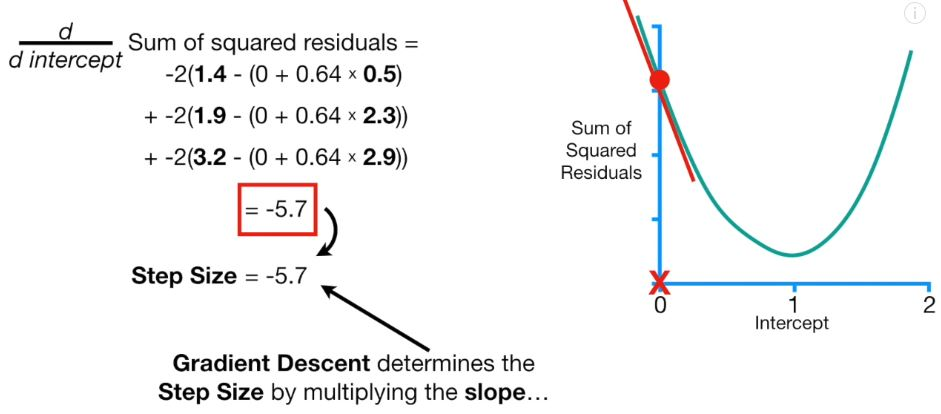 d
d intercept
Sum of squared residuals =
-2(1.4 - (0 + 0.64 × 0.5)
+ -2(1.9 - (0 + 0.64 × 2.3))
+ -2(3.2 - (0 + 0.64 × 2.9))
= -5.7
Step Size = -5.7
Gradient Descent determines the
Step Size by multiplying the slope…
Sum of
Squared
Residuals
0 1 2
Intercept
i